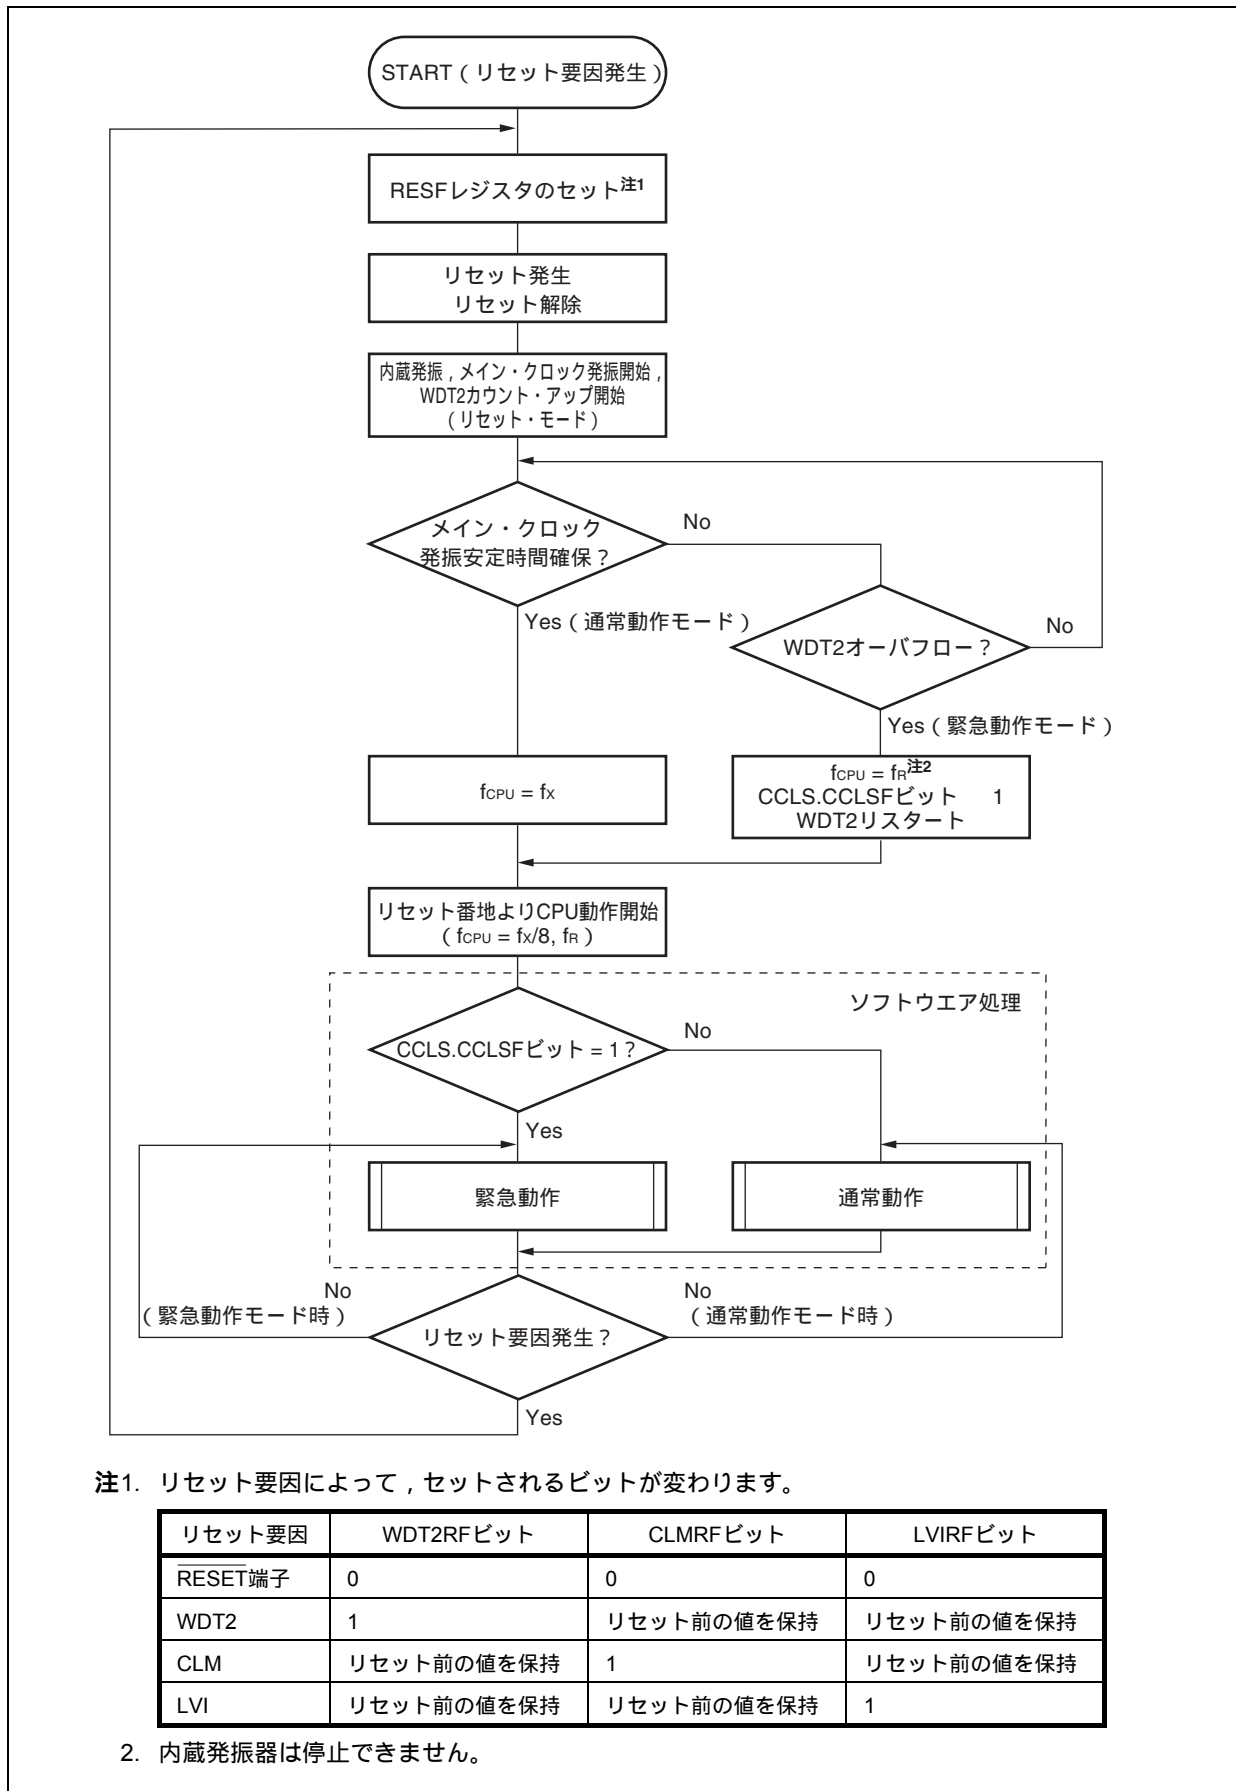 START（リセット要因発生）
RESFレジスタのセット注1
リセット発生
リセット解除
内蔵発振，メイン・クロック発振開始，
WDT2カウント・アップ開始
（リセット・モード）
メイン・クロック
発振安定時間確保？
No
Yes（通常動作モード）
WDT2オーバフロー？
No
Yes（緊急動作モード）
fCPU = fX
fCPU = fR注2
CCLS.CCLSFビット 1
WDT2リスタート
リセット番地よりCPU動作開始
（fCPU = fX/8, fR）
ソフトウエア処理
CCLS.CCLSFビット = 1？
No
Yes
緊急動作
通常動作
No
（緊急動作モード時）
No
（通常動作モード時）
リセット要因発生？
Yes
注1. リセット要因によって，セットされるビットが変わります。
リセット要因 WDT2RFビット CLMRFビット LVIRFビット
RESET端子 0 0 0
WDT2 1 リセット前の値を保持 リセット前の値を保持
CLM リセット前の値を保持 1 リセット前の値を保持
LVI リセット前の値を保持 リセット前の値を保持 1
2. 内蔵発振器は停止できません。